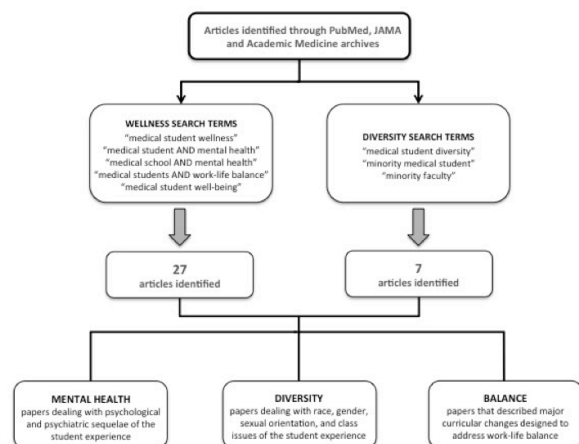 Articles identified through PubMed, JAMA
and Academic Medicine archives
WELLNESS SEARCH TERMS
“medical student wellness”
“medical student AND mental health”
“medical school AND mental health”
“medical students AND work-life balance”
“medical student well-being”
DIVERSITY SEARCH TERMS
“medical student diversity”
“minority medical student”
“minority faculty”
27
articles identified
7
articles identified
MENTAL HEALTH
papers dealing with psychological
and psychiatric sequelae of the
student experience
DIVERSITY
papers dealing with race, gender,
sexual orientation, and class
issues of the student experience
BALANCE
papers that described major
curricular changes designed to
address work-life balance